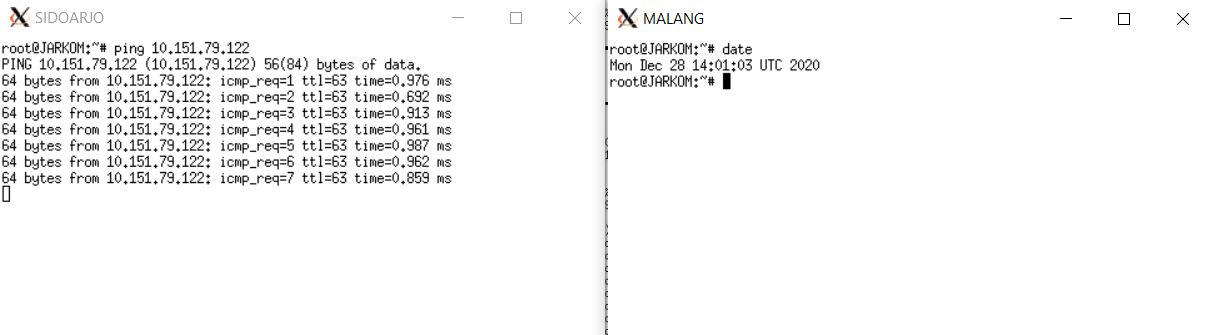 SIDOARJO
root@JARKOM:~# ping 10.151.79.122
PING 10.151.79.122 (10.151.79.122) 56(84) bytes of data.
64 bytes from 10.151.79.122: icmp_req=1 ttl=63 time=0.976 ms
64 bytes from 10.151.79.122: icmp_req=2 ttl=63 time=0.692 ms
64 bytes from 10.151.79.122: icmp_req=3 ttl=63 time=0.913 ms
64 bytes from 10.151.79.122: icmp_req=4 ttl=63 time=0.961 ms
64 bytes from 10.151.79.122: icmp_req=5 ttl=63 time=0.987 ms
64 bytes from 10.151.79.122: icmp_req=6 ttl=63 time=0.962 ms
64 bytes from 10.151.79.122: icmp_req=7 ttl=63 time=0.859 ms
MALANG
root@JARKOM:~# date
Mon Dec 28 14:01:03 UTC 2020
root@JARKOM:~#